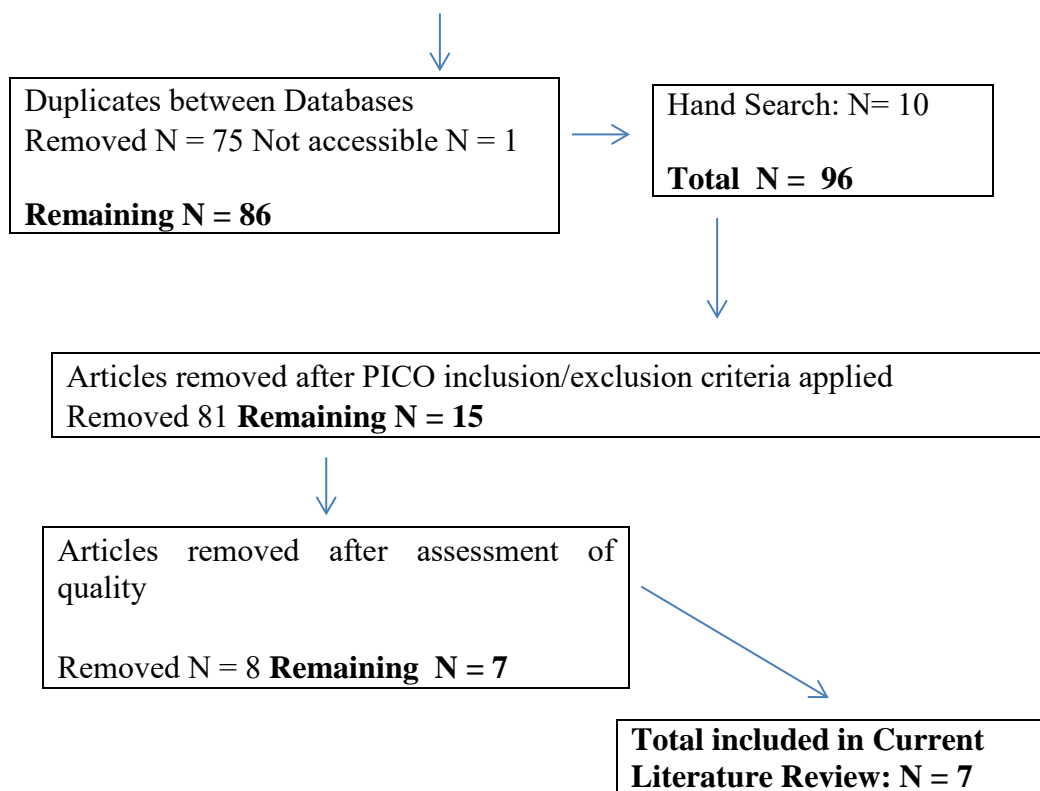 Duplicates between Databases
Removed N = 75 Not accessible N = 1
Remaining N = 86
Hand Search: N= 10
Total N = 96
Articles removed after PICO inclusion/exclusion criteria applied
Removed 81 Remaining N = 15
Articles removed after assessment of
quality
Removed N = 8 Remaining N = 7
Total included in Current
Literature Review: N = 7